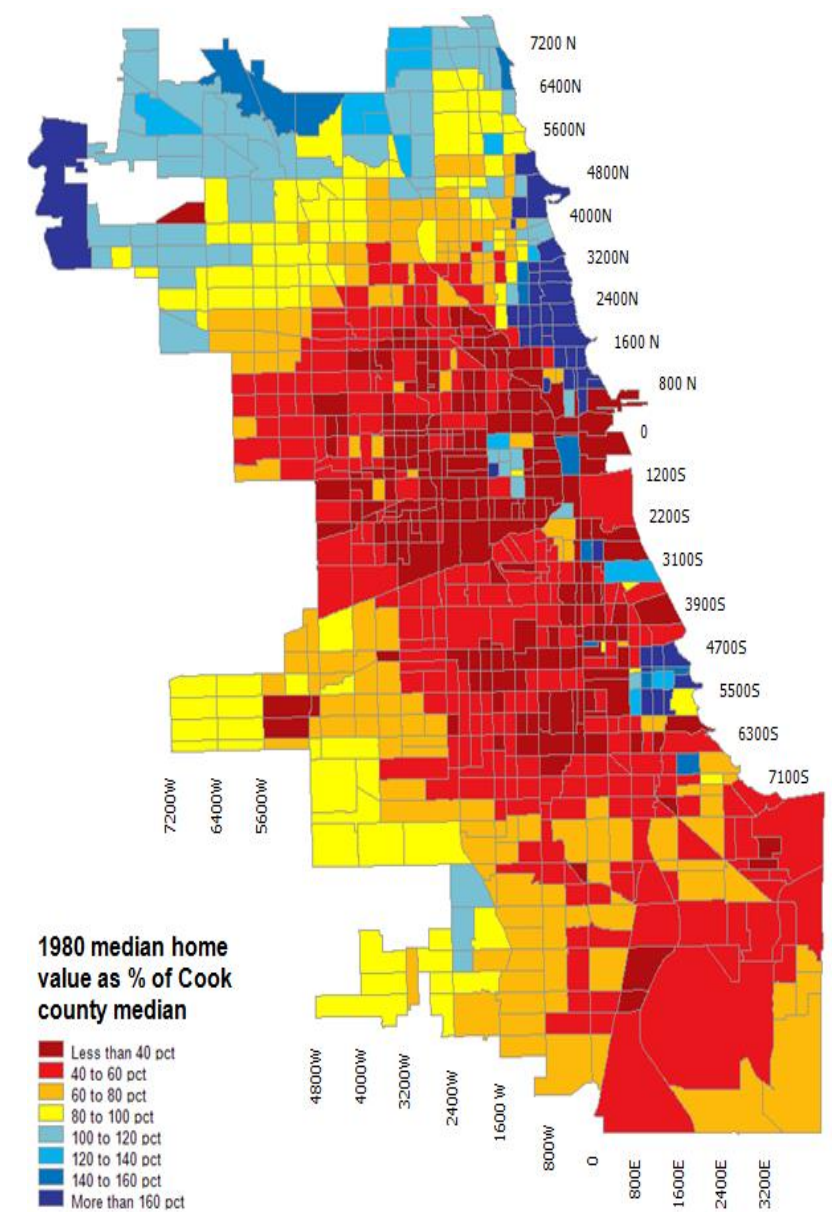 7200 N
6400N
5600N
4800N
4000N
3200N
2400N
1600 N
800 N
0
1200S
2200S
3100S
3900S
4700S
5500S
6300S
7100S
7200W
6400W
5600W
1980 median home
value as % of Cook
county median
Less than 40 pct
40 to 60 pct
60 to 80 pct
80 to 100 pct
100 to 120 pct
120 to 140 pct
140 to 160 pct
More than 160 pct
4800W
4000W
3200W
2400W
1600 W
800W
0
800E
1600E
2400E
3200E